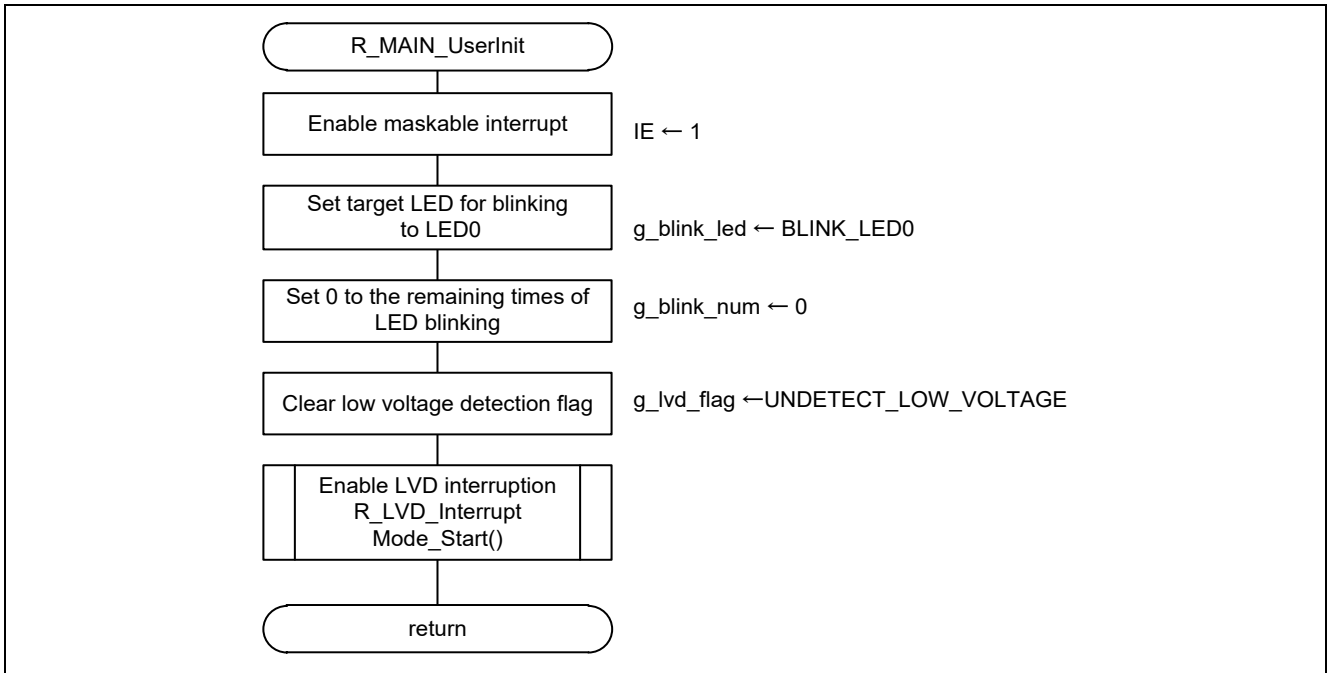 R_MAIN_UserInit
Enable maskable interrupt
IE ← 1
Set target LED for blinking
to LED0
g_blink_led ← BLINK_LED0
Set 0 to the remaining times of
LED blinking
g_blink_num ← 0
Clear low voltage detection flag
g_lvd_flag ←UNDETECT_LOW_VOLTAGE
Enable LVD interruption
R_LVD_Interrupt
Mode_Start()
return